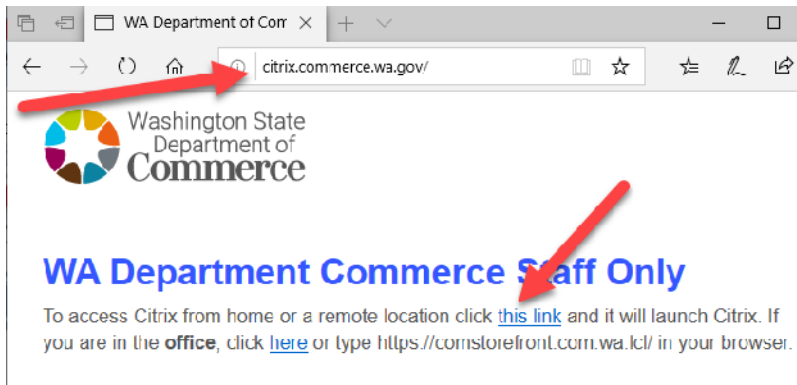 WA Department of Com
citrix.commerce.wa.gov/
Washington State
Department of
Commerce
WA Department Commerce Staff Only
To access Citrix from home or a remote location click this link and it will launch Citrix. If
you are in the office, click here or type https://comstorefront.com.wa.lcl/ in your browser.